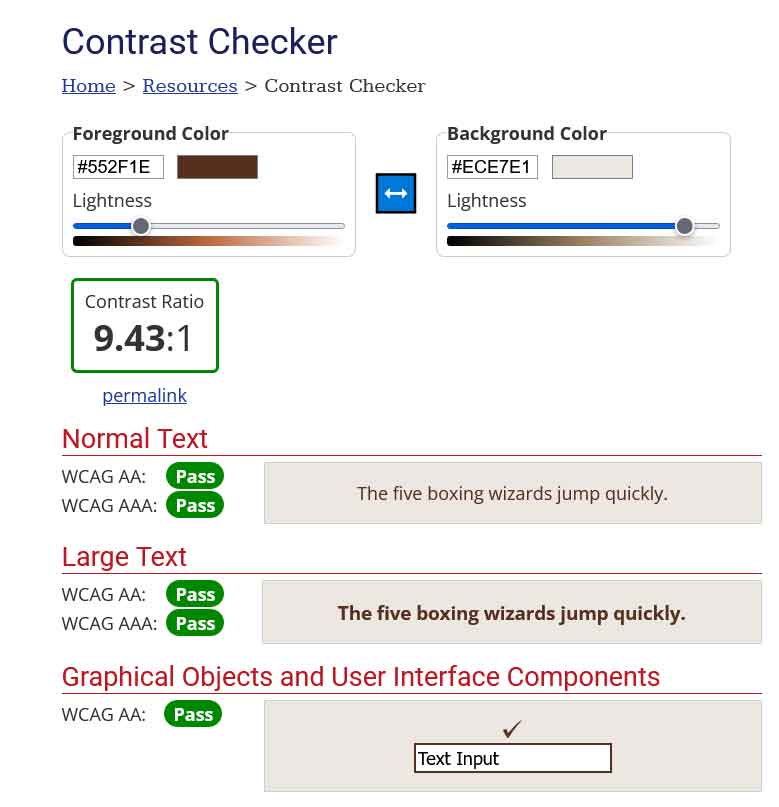 Contrast Checker
Home > Resources > Contrast Checker
Foreground Color
#552F1E
Lightness
Background Color
#ECE7E1
Lightness
Contrast Ratio
9.43:1
permalink
Normal Text
WCAG AA: Pass
WCAG AAA: Pass
The five boxing wizards jump quickly.
Large Text
WCAG AA: Pass
WCAG AAA: Pass
The five boxing wizards jump quickly.
Graphical Objects and User Interface Components
WCAG AA: Pass
✓
Text Input